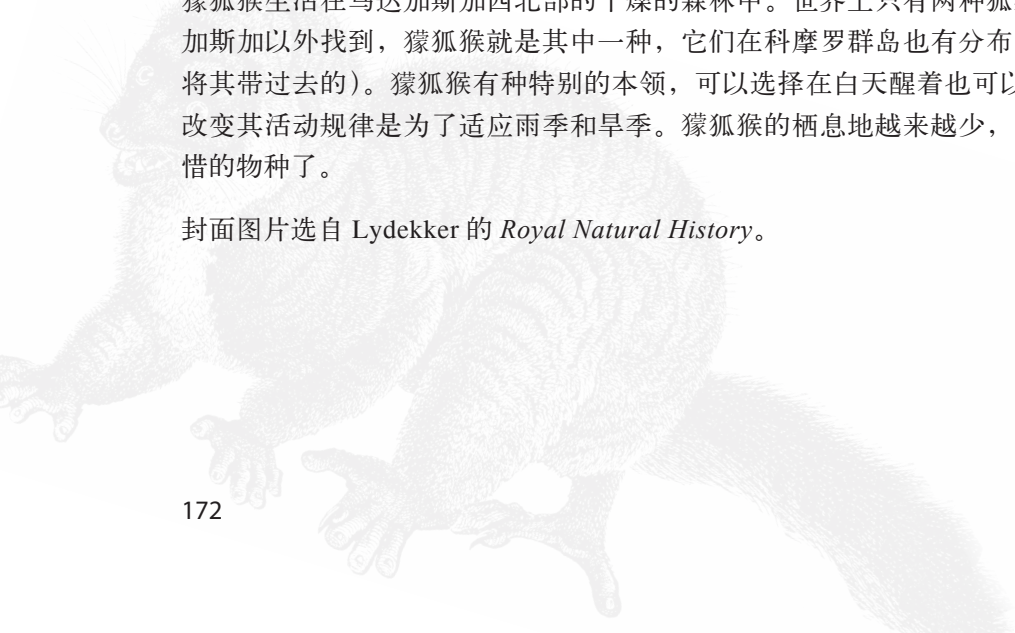 獴狐猴生活在马达加斯加西北部的干燥的森林中。世界上只有两种狐
加斯加以外找到，獴狐猴就是其中一种，它们在科摩罗群岛也有分布
将其带过去的）。獴狐猴有种特别的本领，可以选择在白天醒着也可以
改变其活动规律是为了适应雨季和旱季。獴狐猴的栖息地越来越少，
惜的物种了。
封面图片选自 Lydekker 的 Royal Natural History。
172